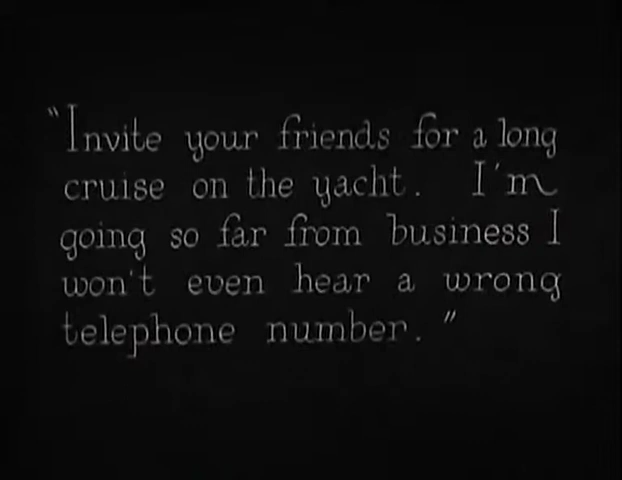 "Invite your friends for a long
cruise on the yacht. I'm
going so far from business I
won't even hear a wrong
telephone number."